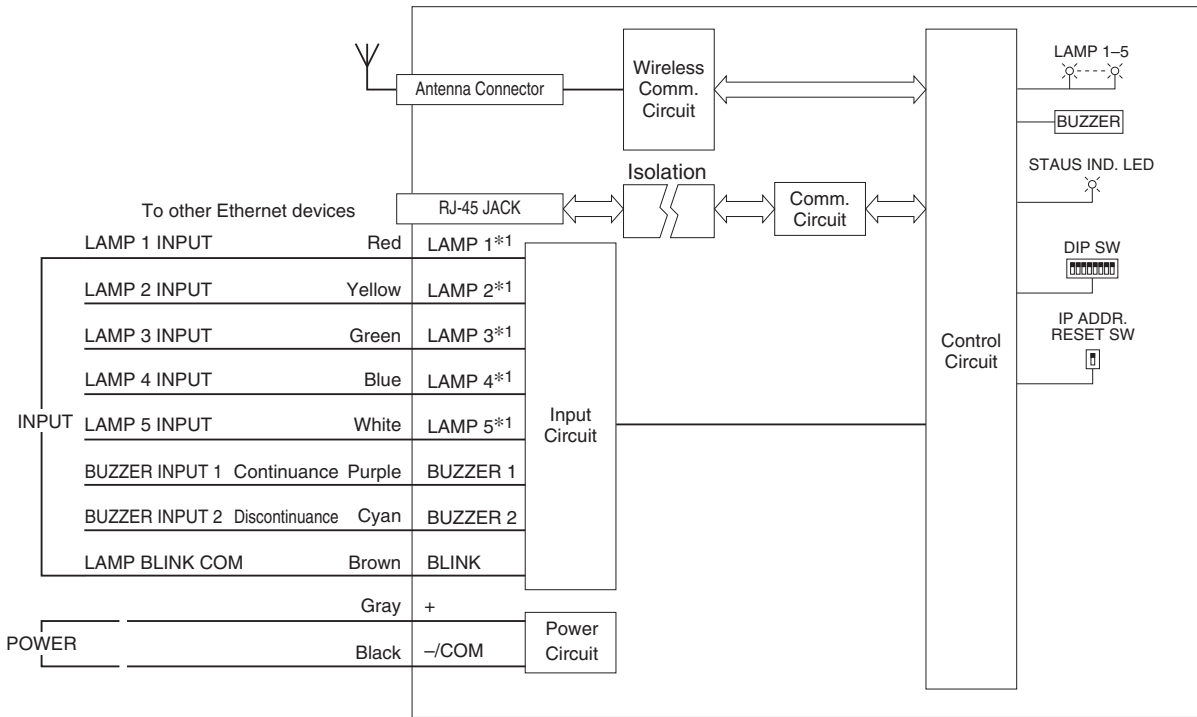 LAMP 1–5
Wireless
Comm.
Circuit
Antenna Connector
BUZZER
Isolation
STAUS IND. LED
Comm.
Circuit
To other Ethernet devices
RJ-45 JACK
LAMP 1 INPUT Red LAMP 1*1
DIP SW
LAMP 2 INPUT Yellow LAMP 2*1
IP ADDR.
RESET SW
LAMP 3 INPUT Green LAMP 3*1
Control
Circuit
LAMP 4 INPUT Blue LAMP 4*1
INPUT
LAMP 5 INPUT White LAMP 5*1
Input
Circuit
BUZZER INPUT 1 Continuance Purple BUZZER 1
BUZZER INPUT 2 Discontinuance Cyan BUZZER 2
LAMP BLINK COM Brown BLINK
Gray +
POWER
Power
Circuit
Black –/COM